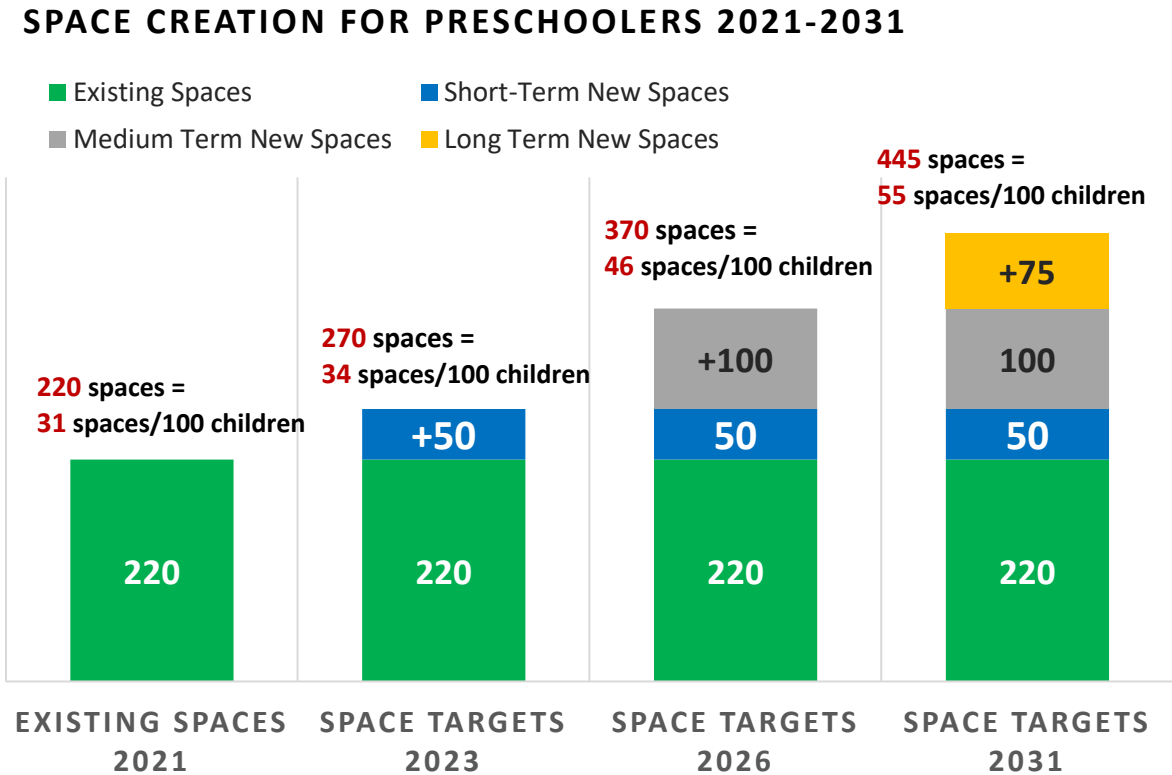 SPACE CREATION FOR PRESCHOOLERS 2021-2031
Existing Spaces
Short-Term New Spaces
Medium Term New Spaces
Long Term New Spaces
220 spaces =
31 spaces/100 children
270 spaces =
34 spaces/100 children
370 spaces =
46 spaces/100 children
445 spaces =
55 spaces/100 children
220
+50
220
+100
50
220
+75
100
50
220
EXISTING SPACES
2021
SPACE TARGETS
2023
SPACE TARGETS
2026
SPACE TARGETS
2031